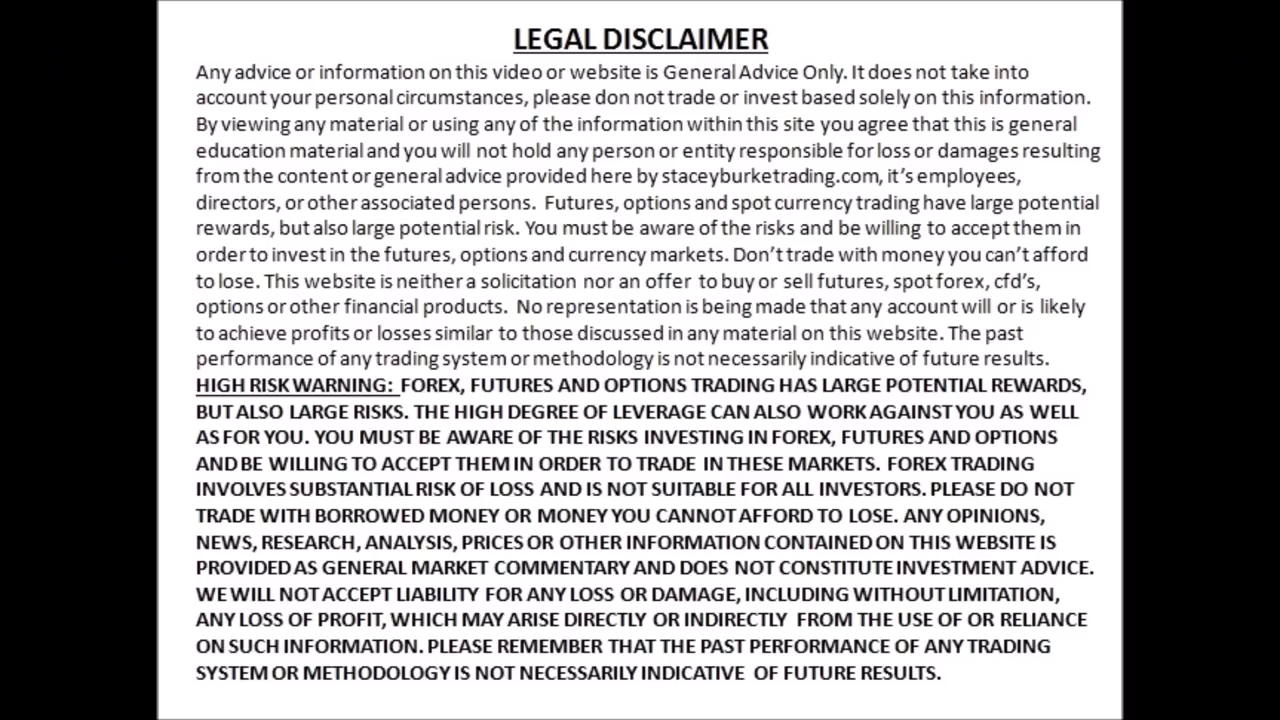 LEGAL DISCLAIMER
Any advice or information on this video or website is General Advice Only. It does not take into
account your personal circumstances, please don not trade or invest based solely on this information.
By viewing any material or using any of the information within this site you agree that this is general
education material and you will not hold any person or entity responsible for loss or damages resulting
from the content or general advice provided here by staceyburketrading.com, it’s employees,
directors, or other associated persons. Futures, options and spot currency trading have large potential
rewards, but also large potential risk. You must be aware of the risks and be willing to accept them in
order to invest in the futures, options and currency markets. Don’t trade with money you can’t afford
to lose. This website is neither a solicitation nor an offer to buy or sell futures, spot forex, cfd’s,
options or other financial products. No representation is being made that any account will or is likely
to achieve profits or losses similar to those discussed in any material on this website. The past
performance of any trading system or methodology is not necessarily indicative of future results.
HIGH RISK WARNING: FOREX, FUTURES AND OPTIONS TRADING HAS LARGE POTENTIAL REWARDS,
BUT ALSO LARGE RISKS. THE HIGH DEGREE OF LEVERAGE CAN ALSO WORK AGAINST YOU AS WELL
AS FOR YOU. YOU MUST BE AWARE OF THE RISKS INVESTING IN FOREX, FUTURES AND OPTIONS
AND BE WILLING TO ACCEPT THEM IN ORDER TO TRADE IN THESE MARKETS. FOREX TRADING
INVOLVES SUBSTANTIAL RISK OF LOSS AND IS NOT SUITABLE FOR ALL INVESTORS. PLEASE DO NOT
TRADE WITH BORROWED MONEY OR MONEY YOU CANNOT AFFORD TO LOSE. ANY OPINIONS,
NEWS, RESEARCH, ANALYSIS, PRICES OR OTHER INFORMATION CONTAINED ON THIS WEBSITE IS
PROVIDED AS GENERAL MARKET COMMENTARY AND DOES NOT CONSTITUTE INVESTMENT ADVICE.
WE WILL NOT ACCEPT LIABILITY FOR ANY LOSS OR DAMAGE, INCLUDING WITHOUT LIMITATION,
ANY LOSS OF PROFIT, WHICH MAY ARISE DIRECTLY OR INDIRECTLY FROM THE USE OF OR RELIANCE
ON SUCH INFORMATION. PLEASE REMEMBER THAT THE PAST PERFORMANCE OF ANY TRADING
SYSTEM OR METHODOLOGY IS NOT NECESSARILY INDICATIVE OF FUTURE RESULTS.